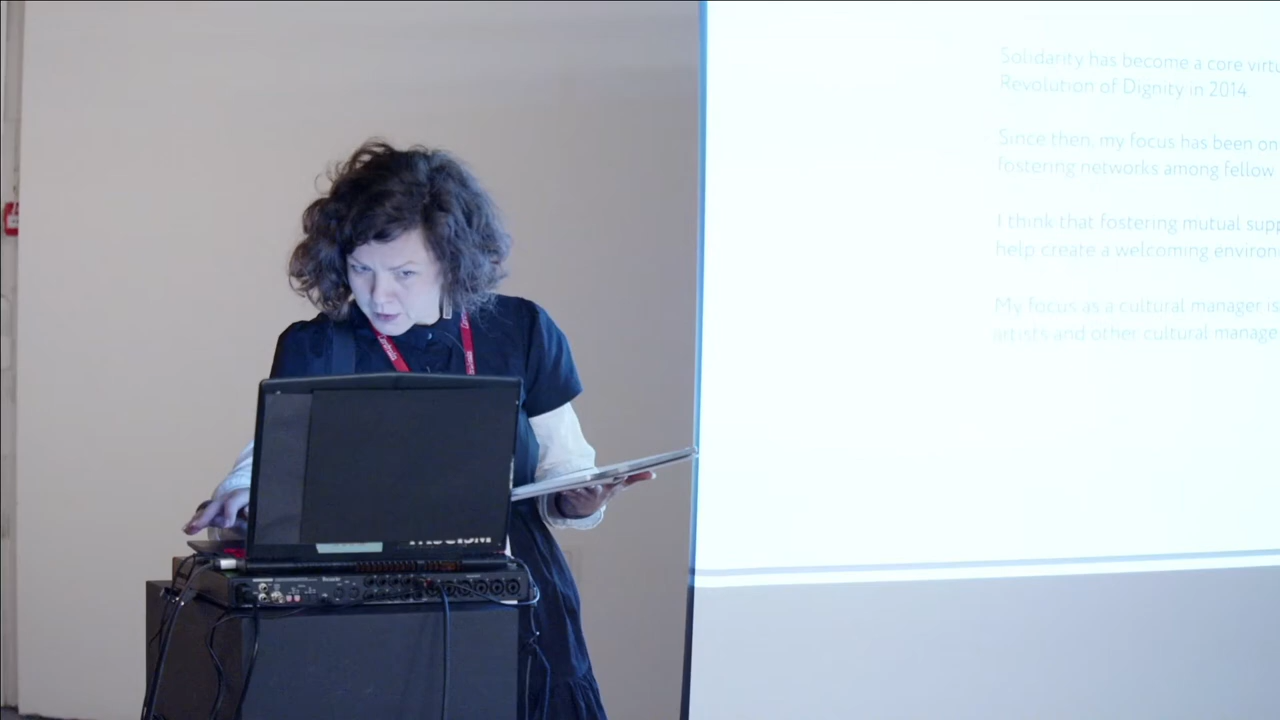 Solidarity has become a core virtu
Revolution of Dignity in 2014.
Since then, my focus has been on
fostering networks among fellow
I think that fostering mutual supp
help create a welcoming environ
My focus as a cultural manager is
artists and other cultural manage